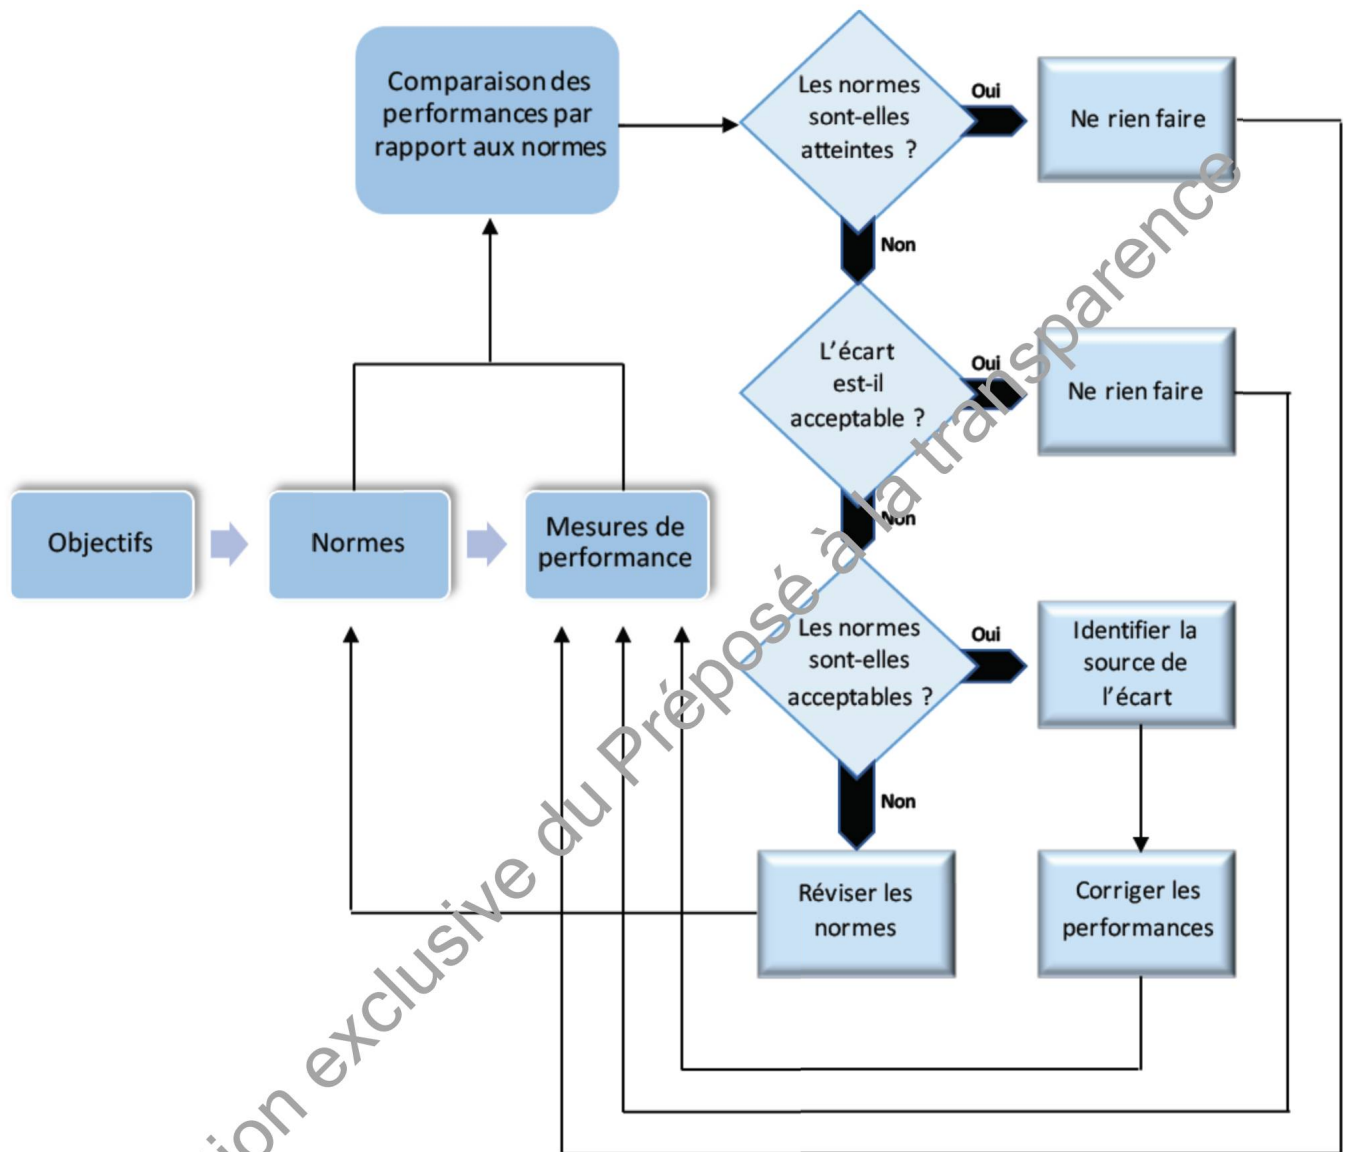 Comparaison des
performances par
rapport aux normes
Les normes
sont-elles
atteintes ?
Oui
Ne rien faire
Non
L'écart
est-il
acceptable ?
Oui
Ne rien faire
Non
Objectifs
Normes
Mesures de
performance
Les normes
sont-elles
acceptables ?
Oui
Identifier la
source de
l'écart
Non
Réviser les
normes
Corriger les
performances
ion exclusive du Préposé à la transparence